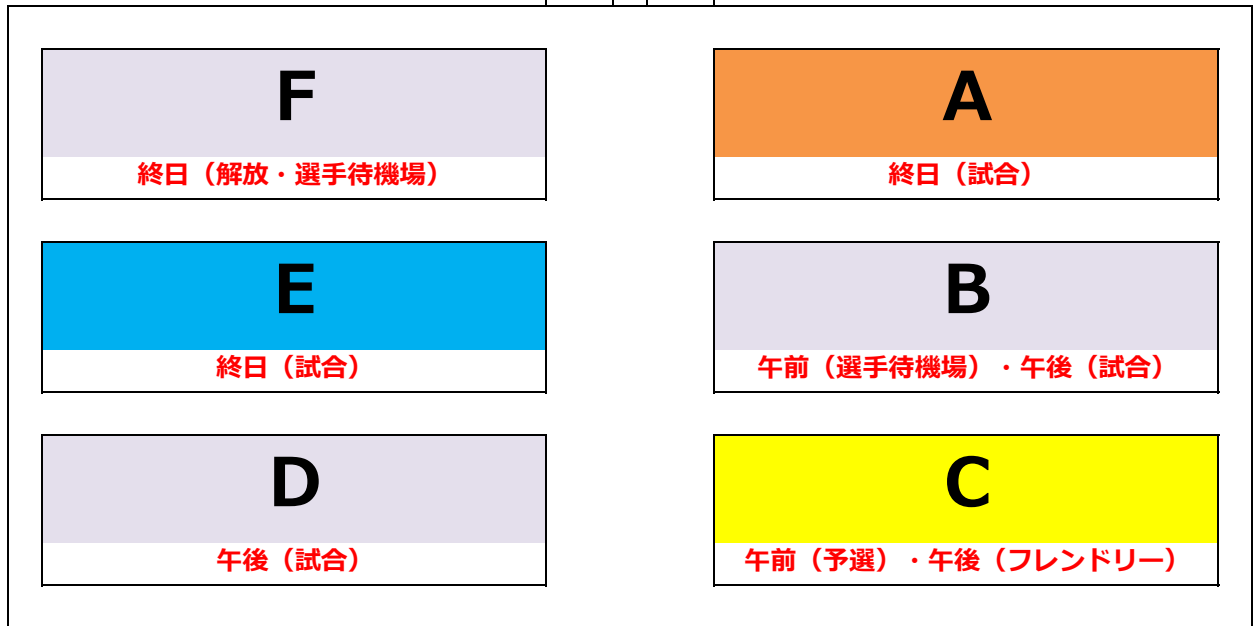 F
終日（解放・選手待機場）
A
終日（試合）
E
終日（試合）
B
午前（選手待機場）・午後（試合）
D
午後（試合）
C
午前（予選）・午後（フレンドリー）